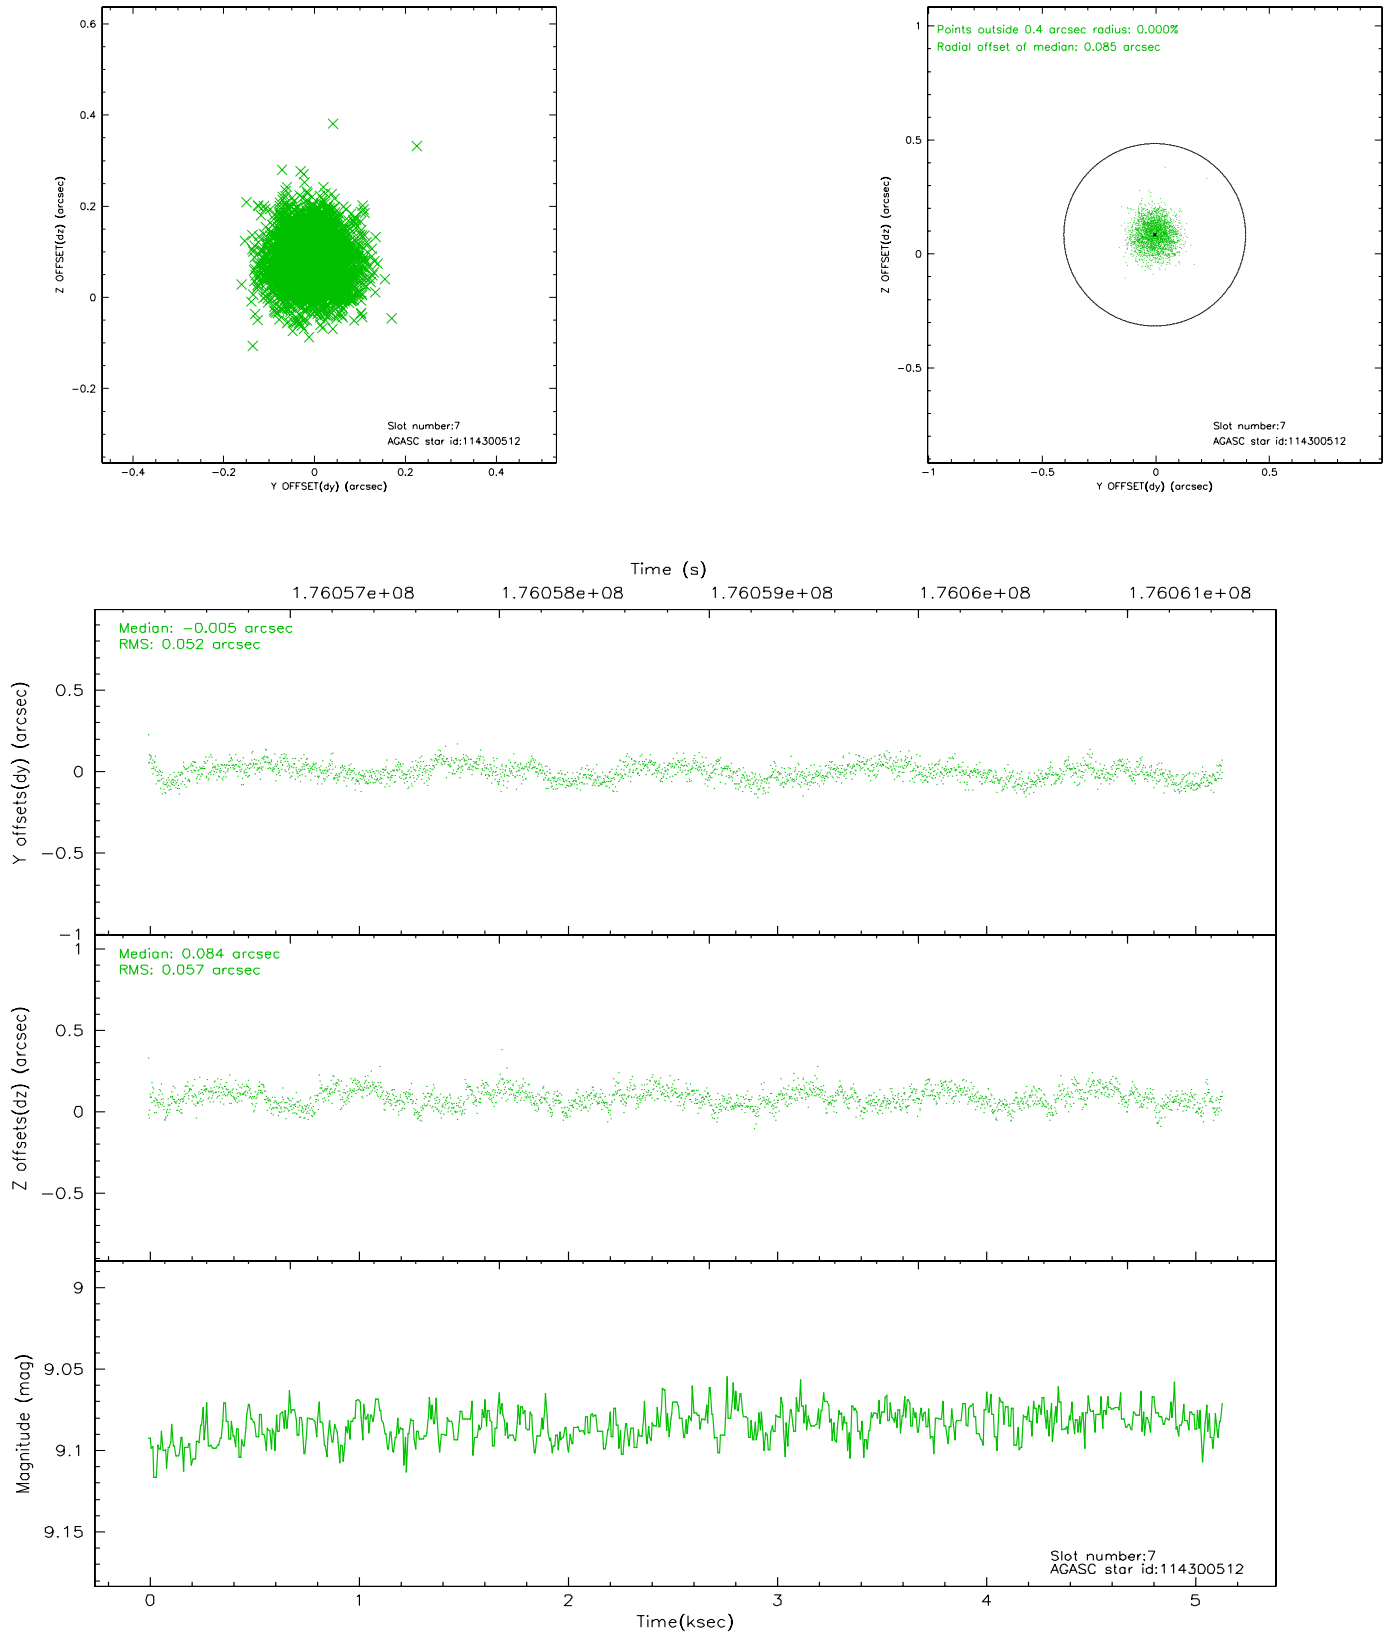 0.6
0.4
0.2
0
−0.2
Z OFFSET(dz) (arcsec)
Slot number:7
AGASC star id:114300512
−0.4 −0.2 0 0.2 0.4
Y OFFSET(dy) (arcsec)
Points outside 0.4 arcsec radius: 0.000%
Radial offset of median: 0.085 arcsec
1
0.5
0
−0.5
Z OFFSET(dz) (arcsec)
Slot number:7
AGASC star id:114300512
−1 −0.5 0 0.5
Y OFFSET(dy) (arcsec)
Time (s)
1.76057e+08 1.76058e+08 1.76059e+08 1.7606e+08 1.76061e+08
Median: −0.005 arcsec
RMS: 0.052 arcsec
0.5
0
−0.5
−1
Y offsets(dy) (arcsec)
Median: 0.084 arcsec
RMS: 0.057 arcsec
1
0.5
0
−0.5
Z offsets(dz) (arcsec)
9
9.05
9.1
9.15
Magnitude (mag)
Slot number:7
AGASC star id:114300512
0 1 2 3 4 5
Time(ksec)